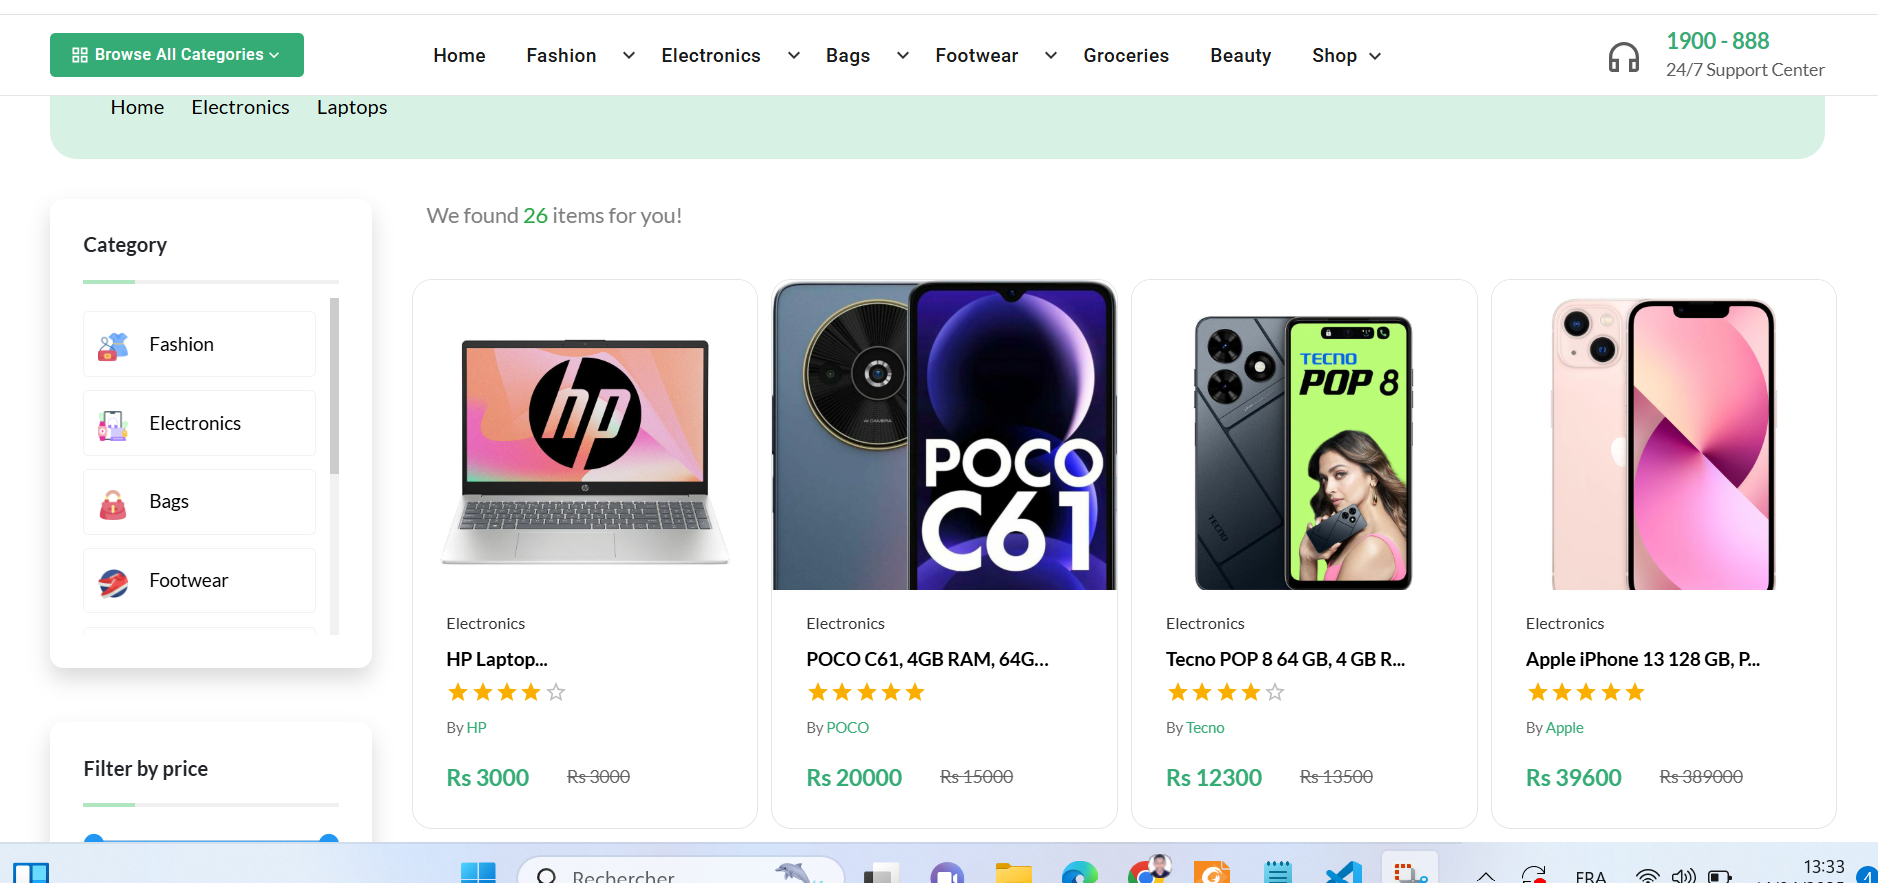 Browse All Categories
Home Fashion Electronics Bags Footwear Groceries Beauty Shop
1900 - 888
24/7 Support Center
Home Electronics Laptops
Category
Fashion
Electronics
Bags
Footwear
Filter by price
We found 26 items for you!
hp
Electronics
HP Laptop...
By HP
Rs 3000 Rs 3000
AI CAMERA
POCO
C61
Electronics
POCO C61, 4GB RAM, 64G...
By POCO
Rs 20000 Rs 15000
TECNO
POP 8
TECNO
Electronics
Tecno POP 8 64 GB, 4 GB R...
By Tecno
Rs 12300 Rs 13500
Electronics
Apple iPhone 13 128 GB, P...
By Apple
Rs 39600 Rs 389000
Rechercher
FRA
13:33
4